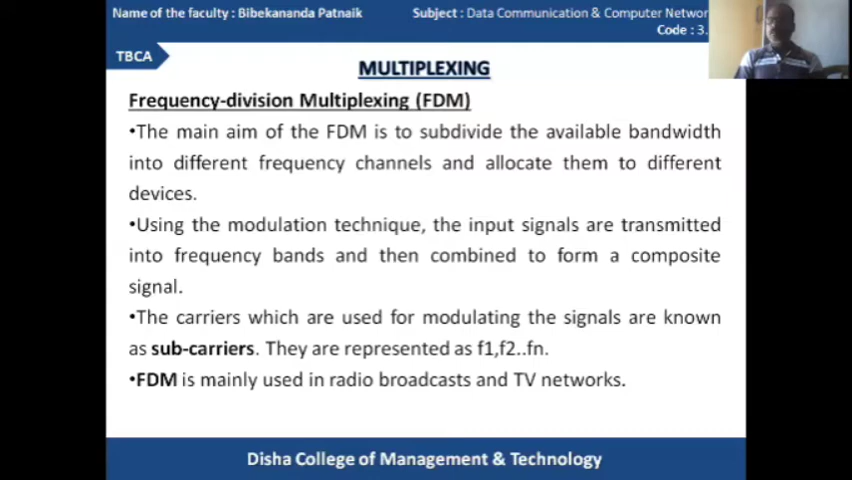 Name of the faculty : Bibekananda Patnaik
Subject : Data Communication & Computer Networ
Code : 3.
TBCA
MULTIPLEXING
Frequency-division Multiplexing (FDM)
•The main aim of the FDM is to subdivide the available bandwidth
into different frequency channels and allocate them to different
devices.
•Using the modulation technique, the input signals are transmitted
into frequency bands and then combined to form a composite
signal.
•The carriers which are used for modulating the signals are known
as sub-carriers. They are represented as f1,f2..fn.
•FDM is mainly used in radio broadcasts and TV networks.
Disha College of Management & Technology